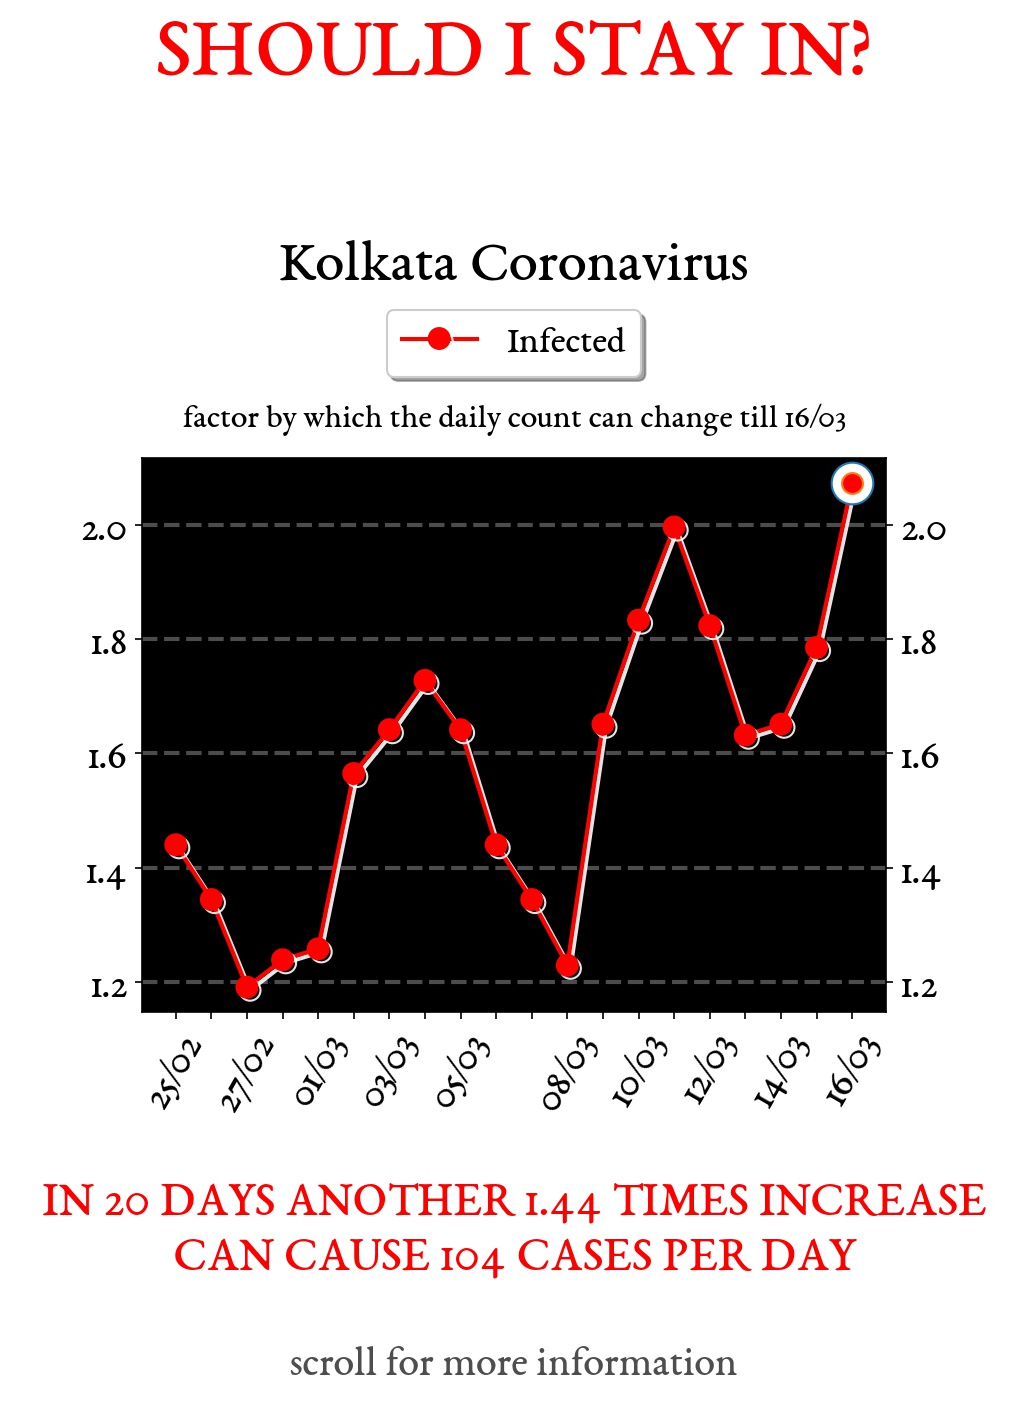 SHOULD I STAY IN?
Kolkata Coronavirus
Infected
factor by which the daily count can change till 16/03
2.0 2.0
1.8 1.8
1.6 1.6
1.4 1.4
1.2 1.2
25/02 27/02 01/03 03/03 05/03 08/03 10/03 12/03 14/03 16/03
IN 20 DAYS ANOTHER 1.44 TIMES INCREASE
CAN CAUSE 104 CASES PER DAY
scroll for more information